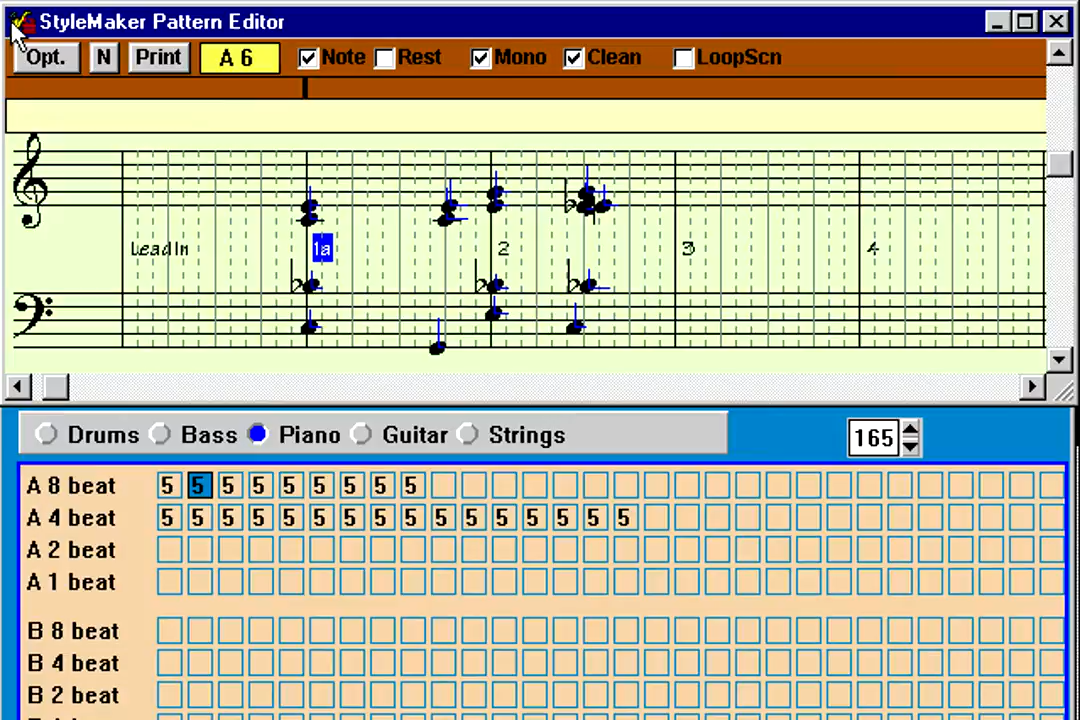 StyleMaker Pattern Editor
Opt. N Print A 6 Note Rest Mono Clean LoopScn
LeadIn 1a 2 3 4
Drums Bass Piano Guitar Strings 165
A 8 beat 5 5 5 5 5 5 5 5 5
A 4 beat 5 5 5 5 5 5 5 5 5 5 5 5 5 5 5 5
A 2 beat
A 1 beat
B 8 beat
B 4 beat
B 2 beat